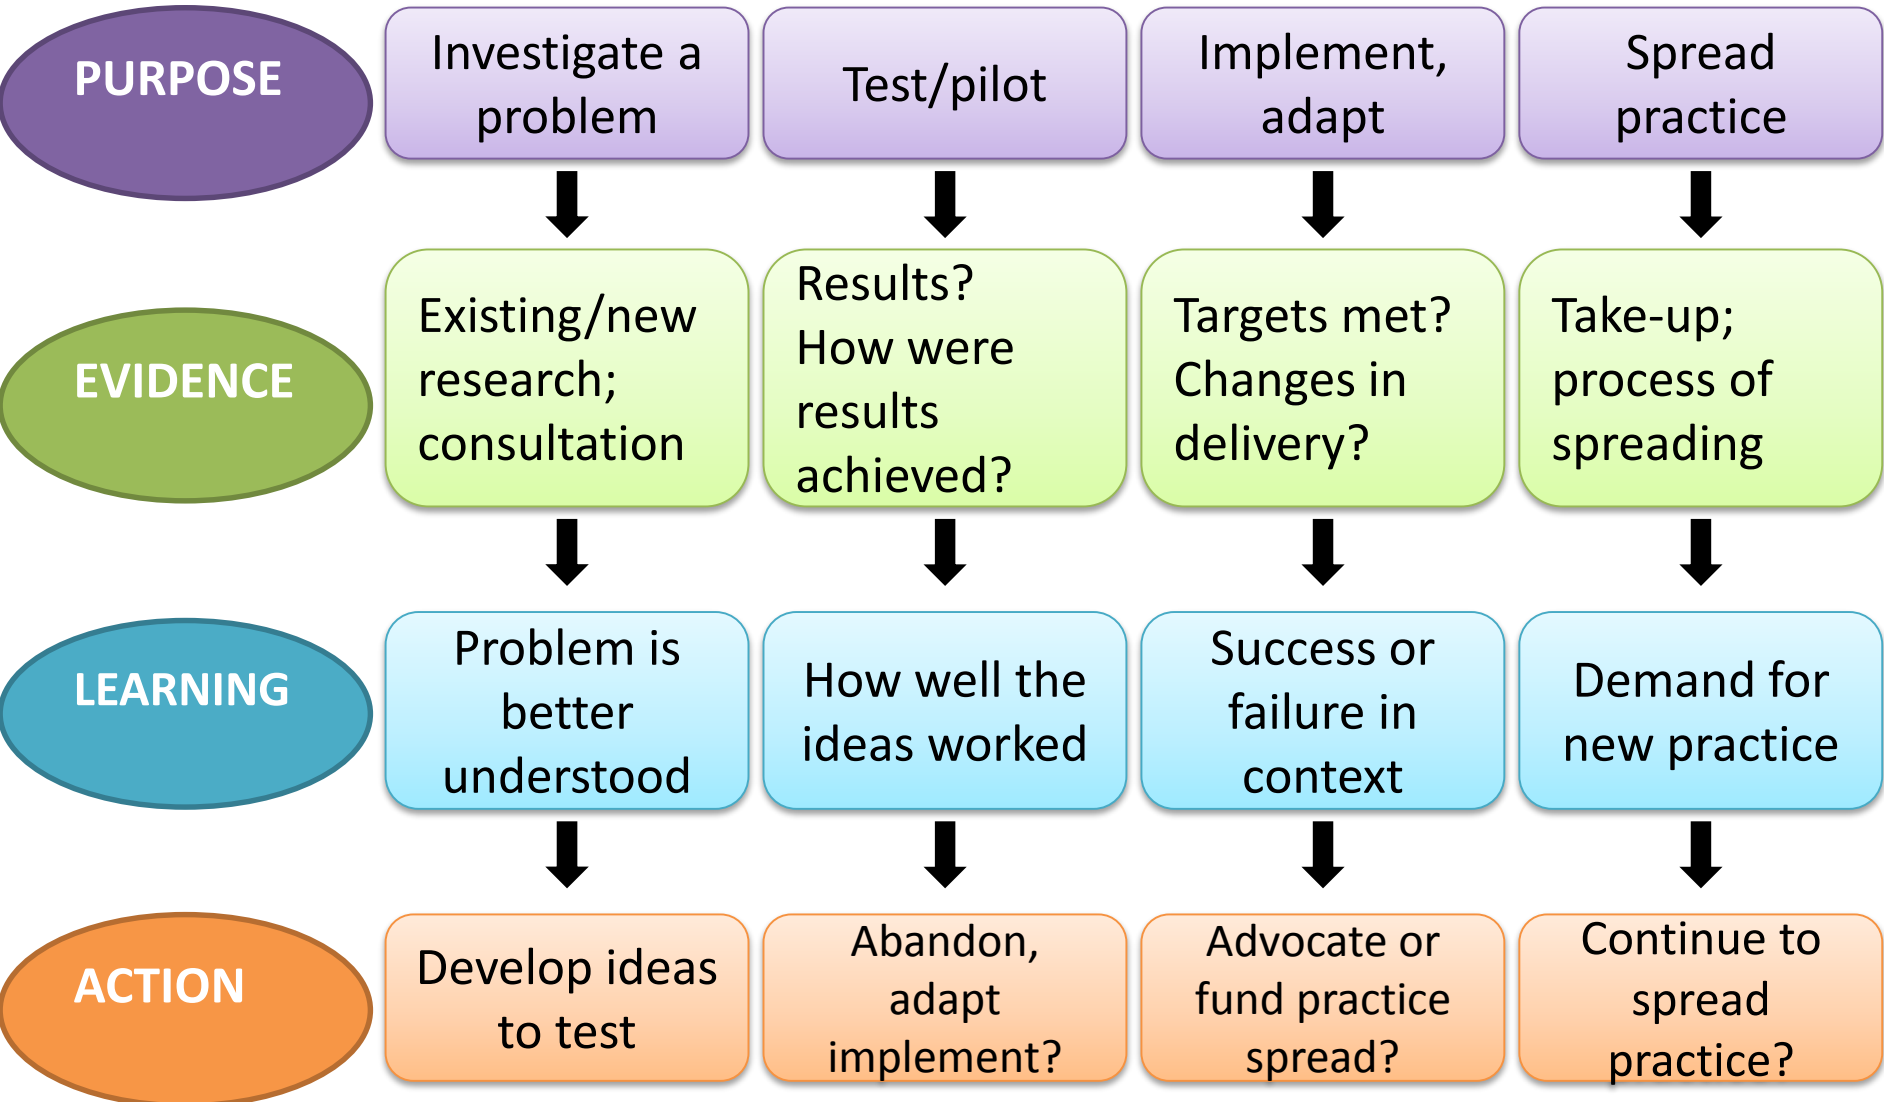 PURPOSE
Investigate a
problem
Test/pilot
Implement,
adapt
Spread
practice
EVIDENCE
Existing/new
research;
consultation
Results?
How were
results
achieved?
Targets met?
Changes in
delivery?
Take-up;
process of
spreading
LEARNING
Problem is
better
understood
How well the
ideas worked
Success or
failure in
context
Demand for
new practice
ACTION
Develop ideas
to test
Abandon,
adapt
implement?
Advocate or
fund practice
spread?
Continue to
spread
practice?